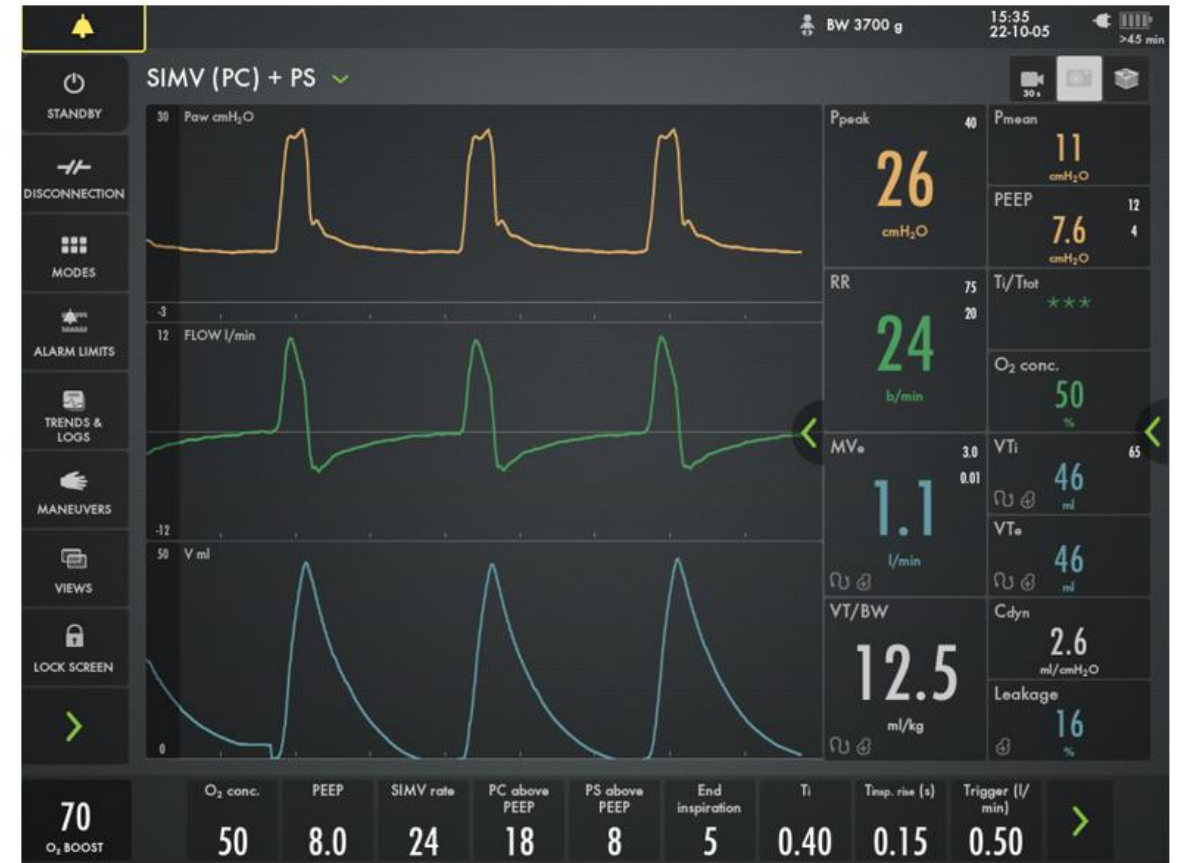 BW 3700 g
15:35
22-10-05
>45 min
STANDBY
SIMV (PC) + PS
30 s
DISCONNECTION
MODES
ALARM LIMITS
TRENDS &
LOGS
MANEUVERS
VIEWS
LOCK SCREEN
30 Paw cmH₂O
-3
12 FLOW l/min
-12
50 V ml
0
Ppeak 40
26
cmH₂O
Pmean
11
cmH₂O
PEEP 12
7.6 4
cmH₂O
RR 75
20
24
b/min
Ti/Ttot
***
O₂ conc.
50
%
MVe 3.0
0.01
1.1
l/min
VTi 65
46
ml
VTe
46
ml
VT/BW
12.5
ml/kg
Cdyn
2.6
ml/cmH₂O
Leakage
16
%
70
O₂ BOOST
O₂ conc.
50
PEEP
8.0
SIMV rate
24
PC above
PEEP
18
PS above
PEEP
8
End
inspiration
5
Ti
0.40
Tinsp. rise (s)
0.15
Trigger (l/
min)
0.50